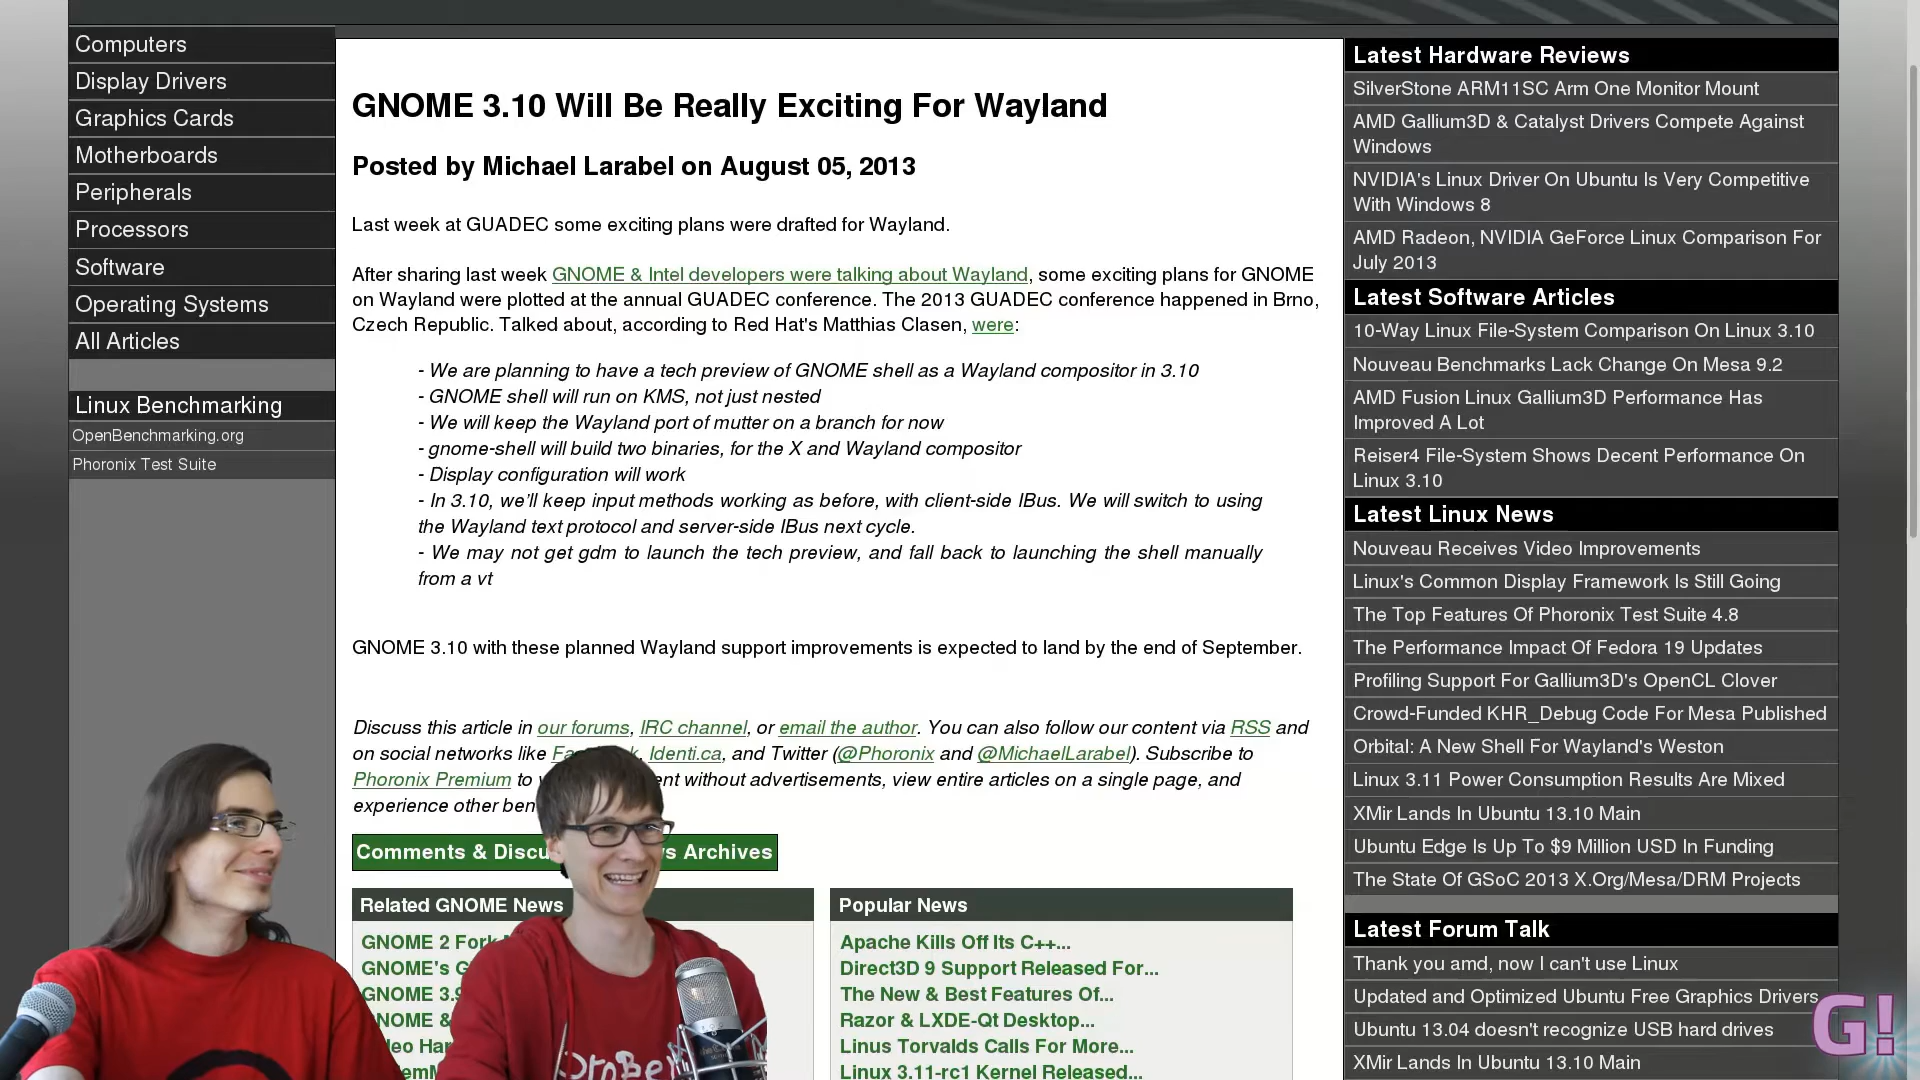 Computers
Display Drivers
Graphics Cards
Motherboards
Peripherals
Processors
Software
Operating Systems
All Articles
Linux Benchmarking
OpenBenchmarking.org
Phoronix Test Suite
GNOME 3.10 Will Be Really Exciting For Wayland
Posted by Michael Larabel on August 05, 2013
Last week at GUADEC some exciting plans were drafted for Wayland.
After sharing last week GNOME & Intel developers were talking about Wayland, some exciting plans for GNOME
on Wayland were plotted at the annual GUADEC conference. The 2013 GUADEC conference happened in Brno,
Czech Republic. Talked about, according to Red Hat's Matthias Clasen, were:
- We are planning to have a tech preview of GNOME shell as a Wayland compositor in 3.10
- GNOME shell will run on KMS, not just nested
- We will keep the Wayland port of mutter on a branch for now
- gnome-shell will build two binaries, for the X and Wayland compositor
- Display configuration will work
- In 3.10, we'll keep input methods working as before, with client-side IBus. We will switch to using
the Wayland text protocol and server-side IBus next cycle.
- We may not get gdm to launch the tech preview, and fall back to launching the shell manually
from a vt
GNOME 3.10 with these planned Wayland support improvements is expected to land by the end of September.
Discuss this article in our forums, IRC channel, or email the author. You can also follow our content via RSS and
on social networks like Identi.ca, and Twitter (@Phoronix and @MichaelLarabel). Subscribe to
Phoronix Premium to without advertisements, view entire articles on a single page, and
experience other
Comments & Archives
Related GNOME News
GNOME 2
GNOME's
GNOME
Popular News
Apache Kills Off Its C++...
Direct3D 9 Support Released For...
The New & Best Features Of...
Razor & LXDE-Qt Desktop...
Linus Torvalds Calls For More...
Linux 3.11-rc1 Kernel Released...
Latest Hardware Reviews
SilverStone ARM11SC Arm One Monitor Mount
AMD Gallium3D & Catalyst Drivers Compete Against
Windows
NVIDIA's Linux Driver On Ubuntu Is Very Competitive
With Windows 8
AMD Radeon, NVIDIA GeForce Linux Comparison For
July 2013
Latest Software Articles
10-Way Linux File-System Comparison On Linux 3.10
Nouveau Benchmarks Lack Change On Mesa 9.2
AMD Fusion Linux Gallium3D Performance Has
Improved A Lot
Reiser4 File-System Shows Decent Performance On
Linux 3.10
Latest Linux News
Nouveau Receives Video Improvements
Linux's Common Display Framework Is Still Going
The Top Features Of Phoronix Test Suite 4.8
The Performance Impact Of Fedora 19 Updates
Profiling Support For Gallium3D's OpenCL Clover
Crowd-Funded KHR_Debug Code For Mesa Published
Orbital: A New Shell For Wayland's Weston
Linux 3.11 Power Consumption Results Are Mixed
XMir Lands In Ubuntu 13.10 Main
Ubuntu Edge Is Up To $9 Million USD In Funding
The State Of GSoC 2013 X.Org/Mesa/DRM Projects
Latest Forum Talk
Thank you amd, now I can't use Linux
Updated and Optimized Ubuntu Free Graphics Drivers
Ubuntu 13.04 doesn't recognize USB hard drives
XMir Lands In Ubuntu 13.10 Main
G!